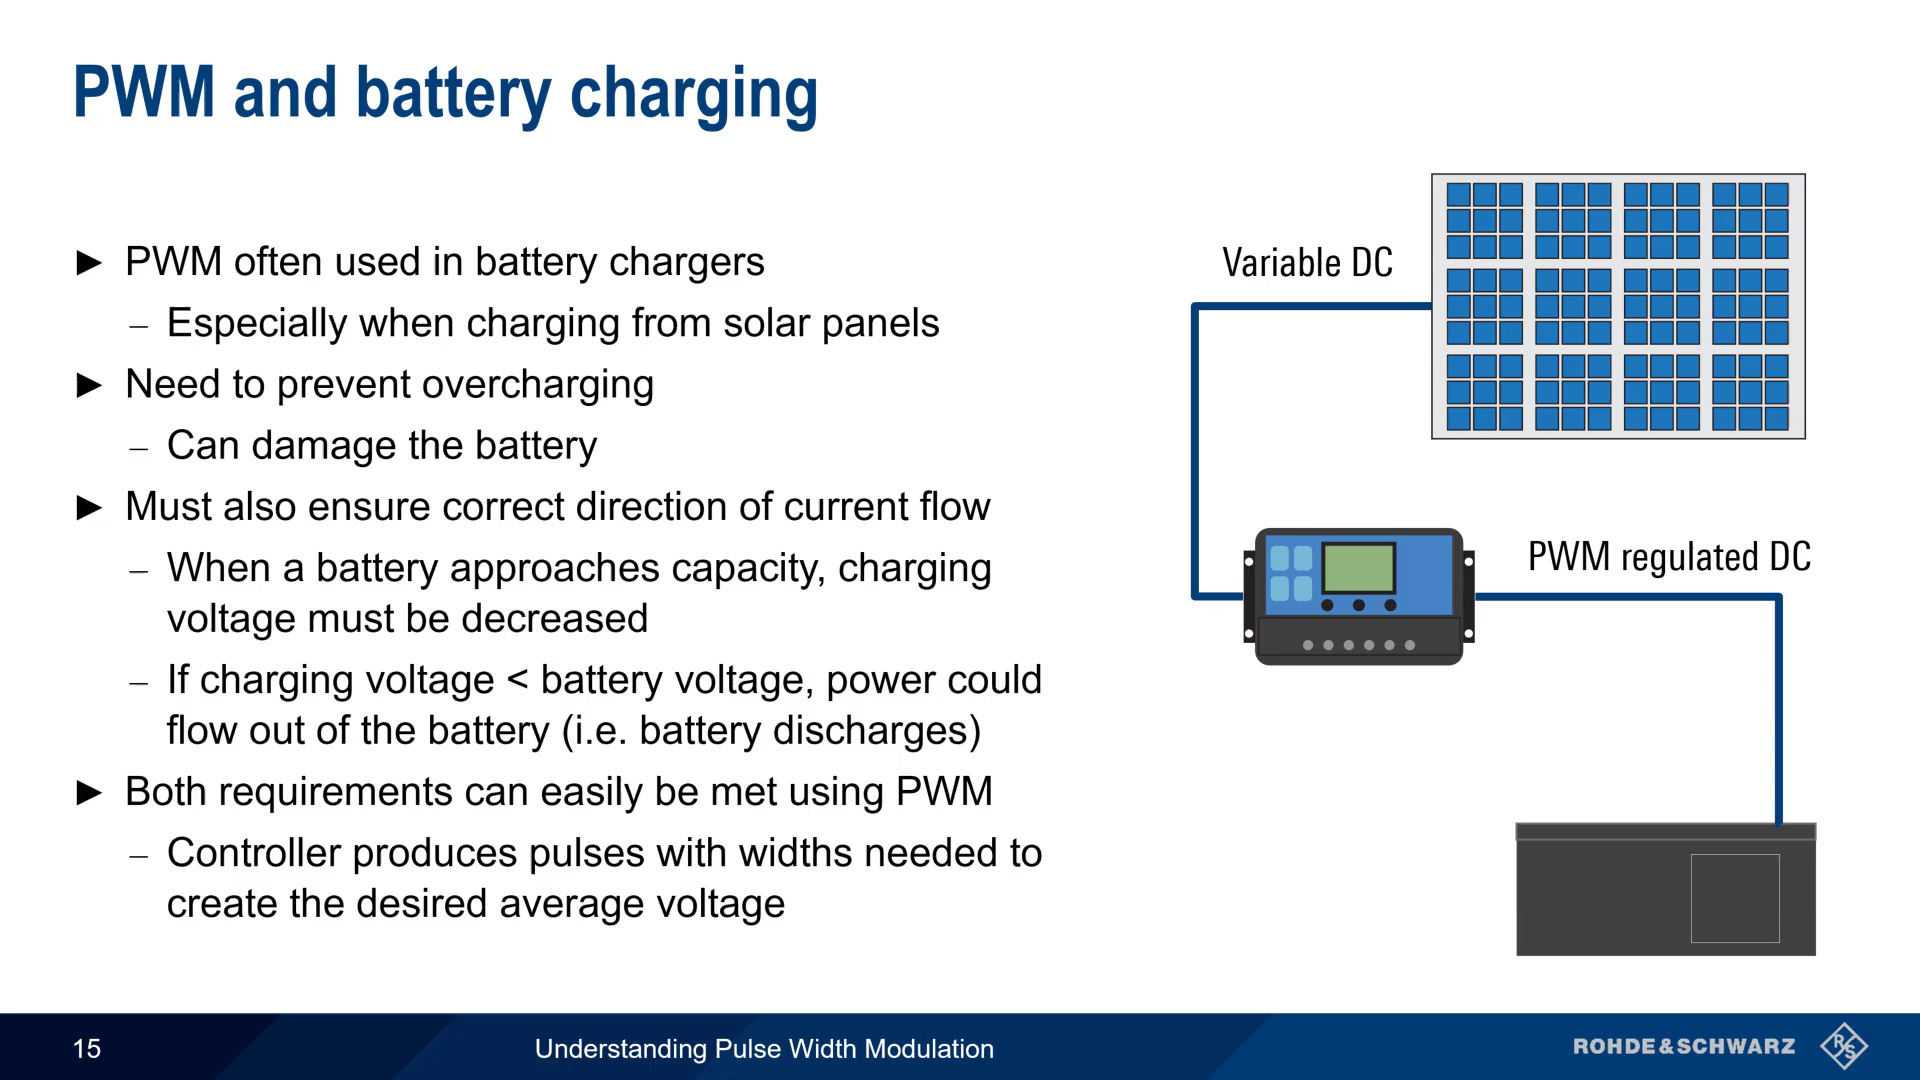 PWM and battery charging
► PWM often used in battery chargers
– Especially when charging from solar panels
► Need to prevent overcharging
– Can damage the battery
► Must also ensure correct direction of current flow
– When a battery approaches capacity, charging
voltage must be decreased
– If charging voltage < battery voltage, power could
flow out of the battery (i.e. battery discharges)
► Both requirements can easily be met using PWM
– Controller produces pulses with widths needed to
create the desired average voltage
Variable DC
PWM regulated DC
15
Understanding Pulse Width Modulation
ROHDE&SCHWARZ
R
S